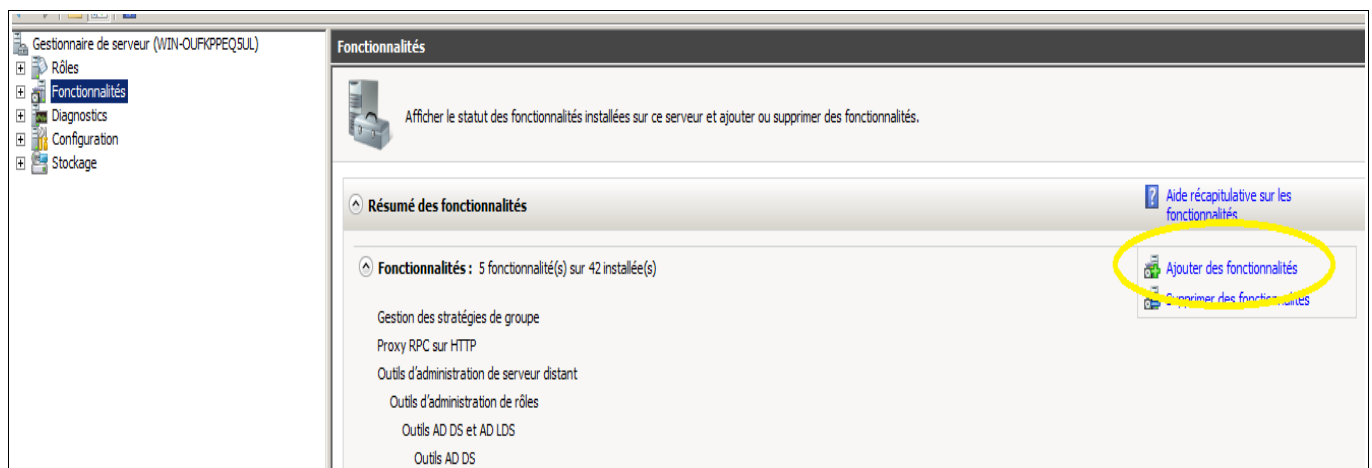 Gestionnaire de serveur (WIN-OUFKPPEQ5UL)
Rôles
Fonctionnalités
Diagnostics
Configuration
Stockage
Fonctionnalités
Afficher le statut des fonctionnalités installées sur ce serveur et ajouter ou supprimer des fonctionnalités.
Résumé des fonctionnalités
Aide récapitulative sur les
fonctionnalités
Fonctionnalités : 5 fonctionnalité(s) sur 42 installée(s)
Ajouter des fonctionnalités
Supprimer des fonctionnalités
Gestion des stratégies de groupe
Proxy RPC sur HTTP
Outils d'administration de serveur distant
Outils d'administration de rôles
Outils AD DS et AD LDS
Outils AD DS